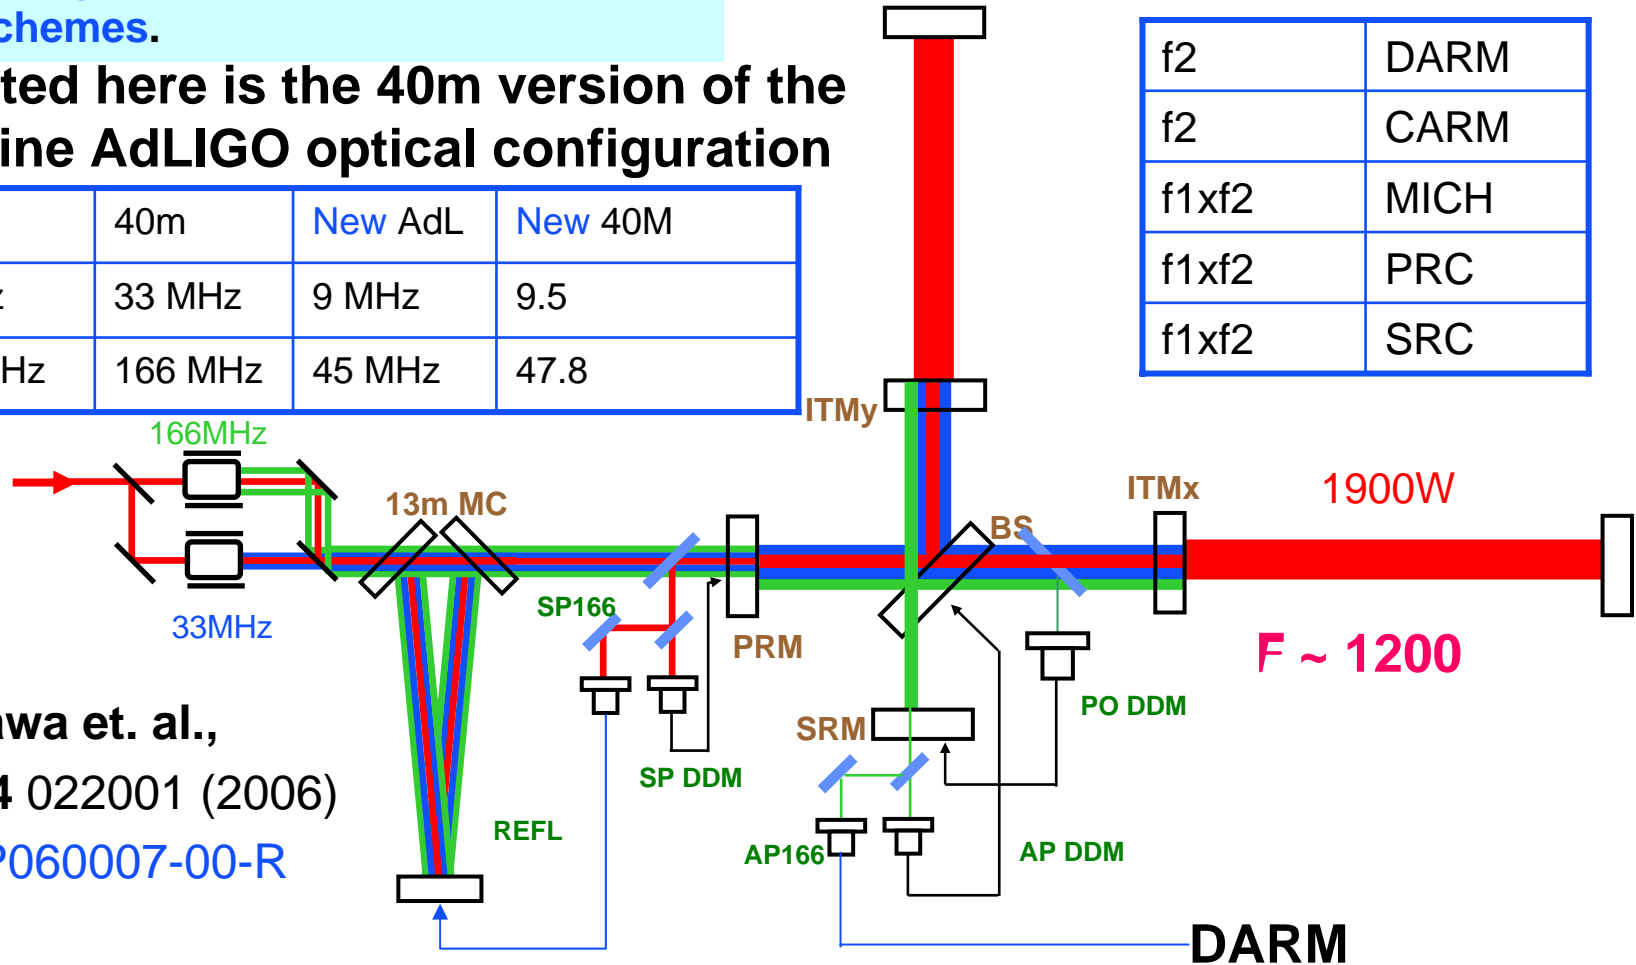 chemes.
ted here is the 40m version of the
ine AdLIGO optical configuration
40m New AdL New 40M
z 33 MHz 9 MHz 9.5
Hz 166 MHz 45 MHz 47.8
f2 DARM
f2 CARM
f1xf2 MICH
f1xf2 PRC
f1xf2 SRC
ITMy
166MHz
13m MC
ITMx
1900W
BS
SP166
33MHz
PRM
F ~ 1200
PO DDM
SRM
awa et. al.,
SP DDM
4 022001 (2006)
REFL
AP166
AP DDM
P060007-00-R
DARM